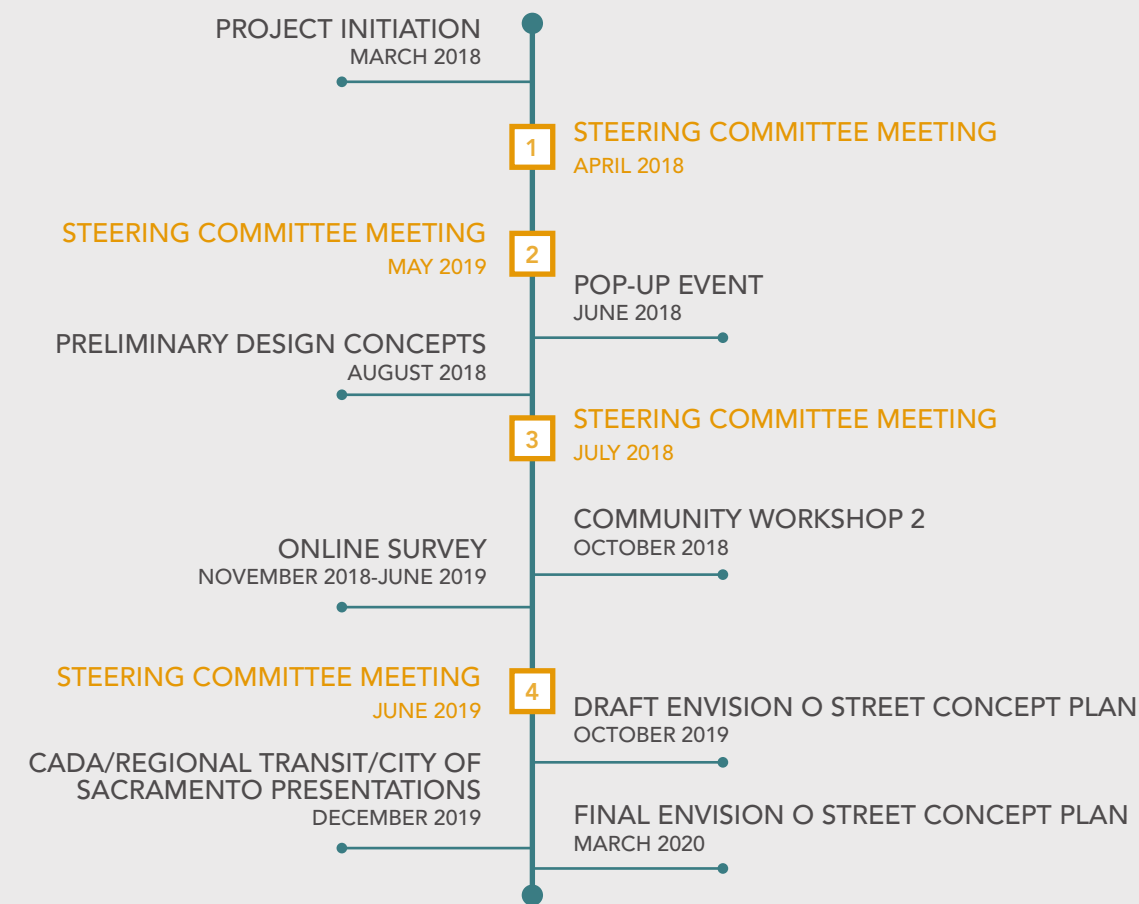 PROJECT INITIATION
MARCH 2018
1
STEERING COMMITTEE MEETING
APRIL 2018
STEERING COMMITTEE MEETING
MAY 2019
2
POP-UP EVENT
JUNE 2018
PRELIMINARY DESIGN CONCEPTS
AUGUST 2018
3
STEERING COMMITTEE MEETING
JULY 2018
COMMUNITY WORKSHOP 2
OCTOBER 2018
ONLINE SURVEY
NOVEMBER 2018-JUNE 2019
STEERING COMMITTEE MEETING
JUNE 2019
4
DRAFT ENVISION O STREET CONCEPT PLAN
OCTOBER 2019
CADA/REGIONAL TRANSIT/CITY OF
SACRAMENTO PRESENTATIONS
DECEMBER 2019
FINAL ENVISION O STREET CONCEPT PLAN
MARCH 2020